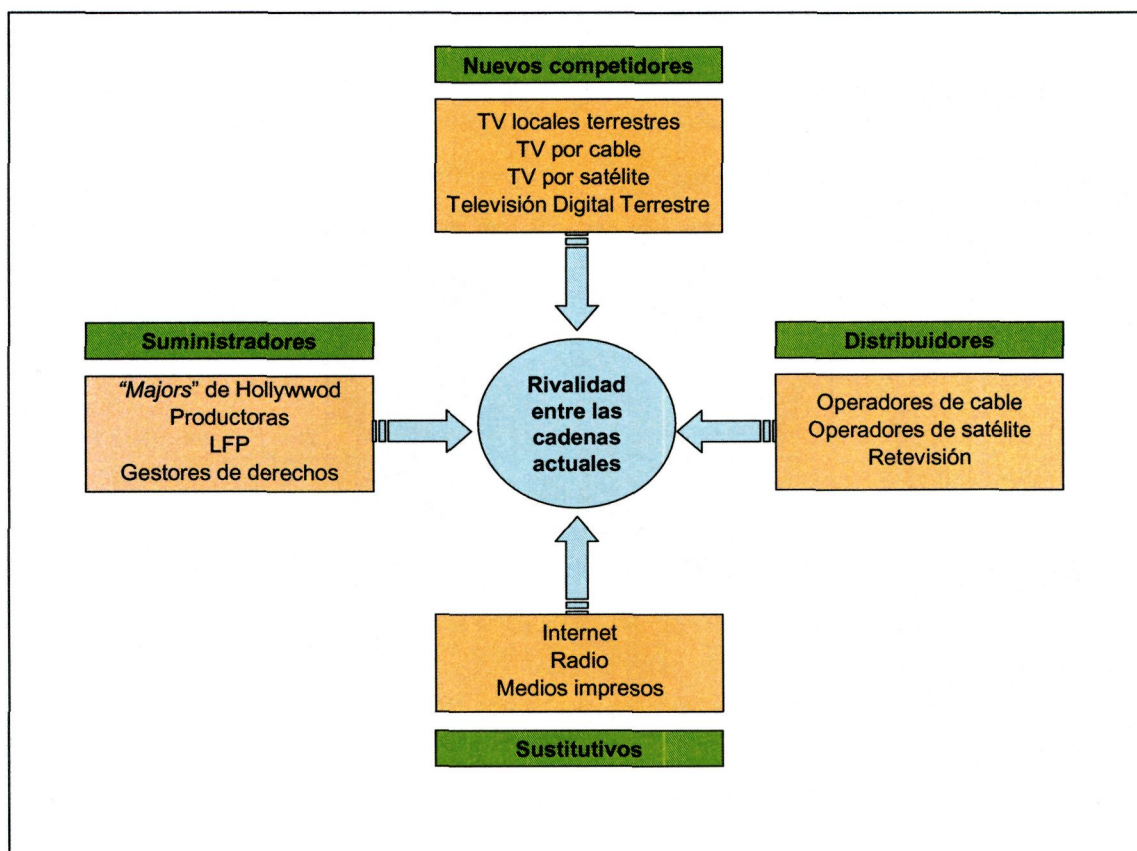 Nuevos competidores
TV locales terrestres
TV por cable
TV por satélite
Televisión Digital Terrestre
Suministradores
“Majors” de Hollywwod
Productoras
LFP
Gestores de derechos
Rivalidad
entre las
cadenas
actuales
Distribuidores
Operadores de cable
Operadores de satélite
Retevisión
Internet
Radio
Medios impresos
Sustitutivos